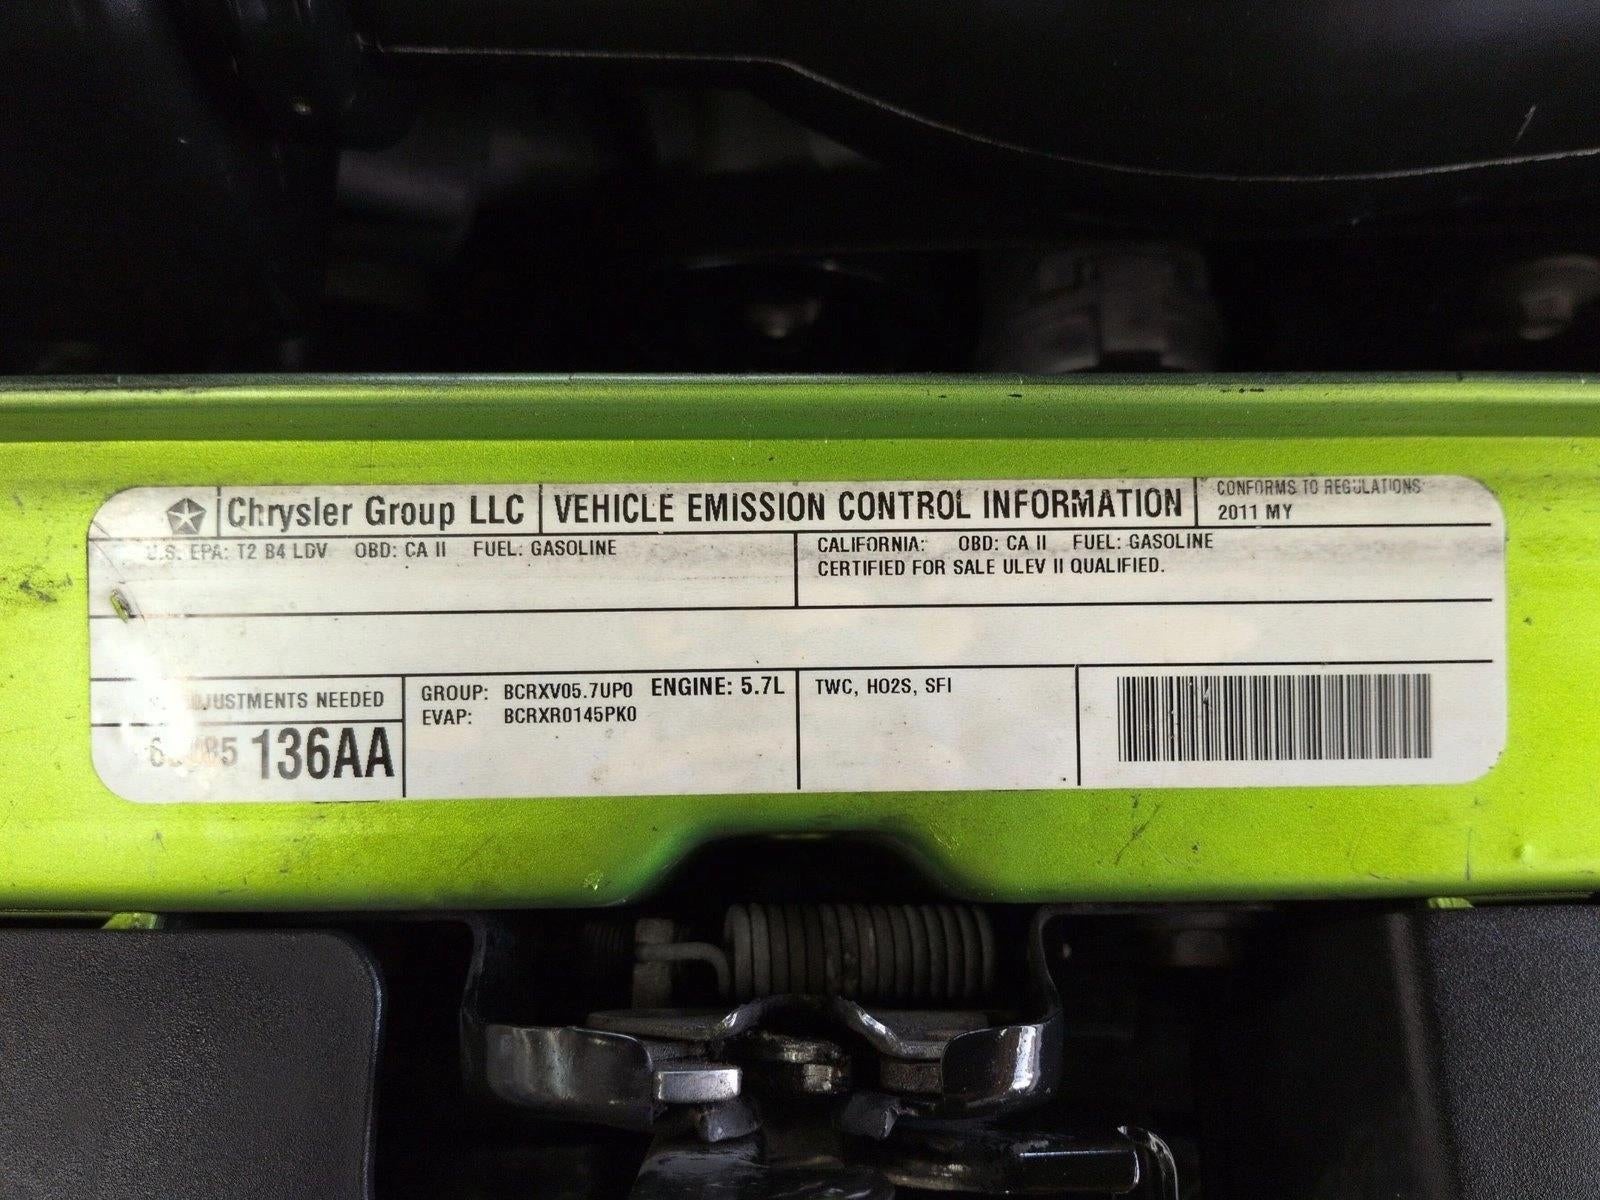 Chrysler Group LLC
VEHICLE EMISSION CONTROL INFORMATION
CONFORMS TO REGULATIONS
2011 MY
U.S. EPA: T2 B4 LDV OBD: CA II FUEL: GASOLINE
CALIFORNIA: OBD: CA II FUEL: GASOLINE
CERTIFIED FOR SALE ULEV II QUALIFIED.
ADJUSTMENTS NEEDED
136AA
GROUP: BCRXV05.7UP0 ENGINE: 5.7L
EVAP: BCRXR0145PK0
TWC, HO2S, SFI